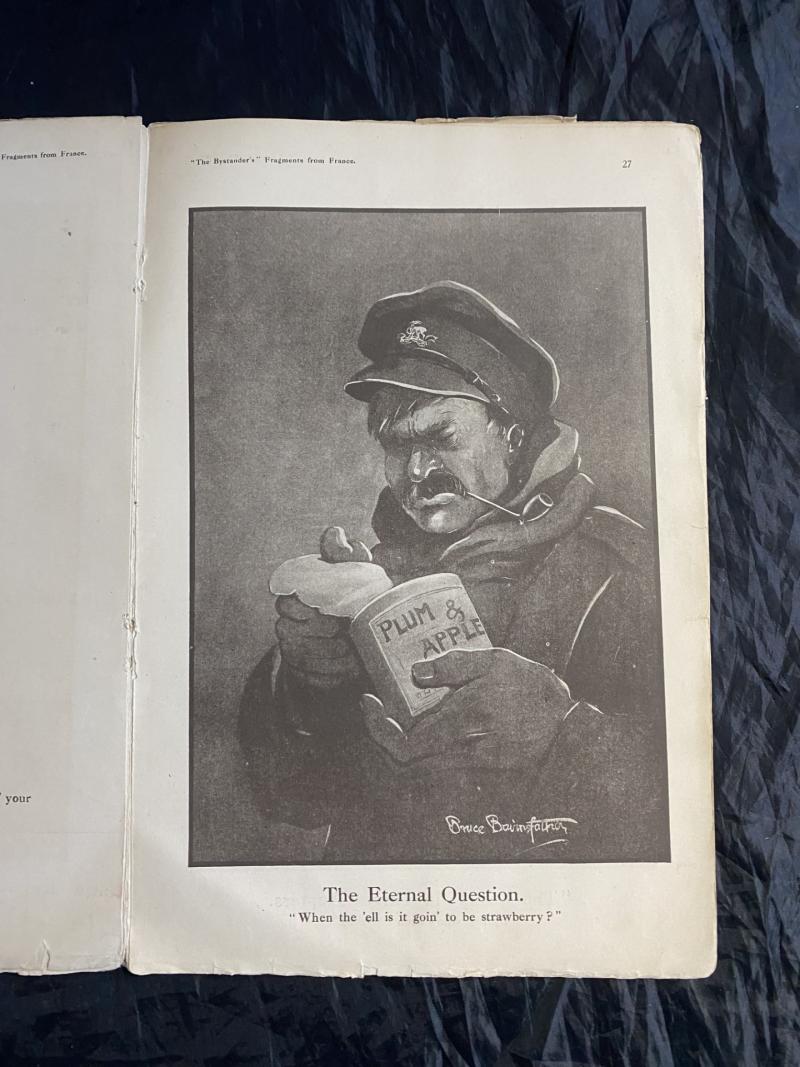 Fragments from France.
' your
"The Bystander's" Fragments from France.
27
PLUM &
APPLE
Bruce Bairnsfather
The Eternal Question.
"When the 'ell is it goin' to be strawberry?"